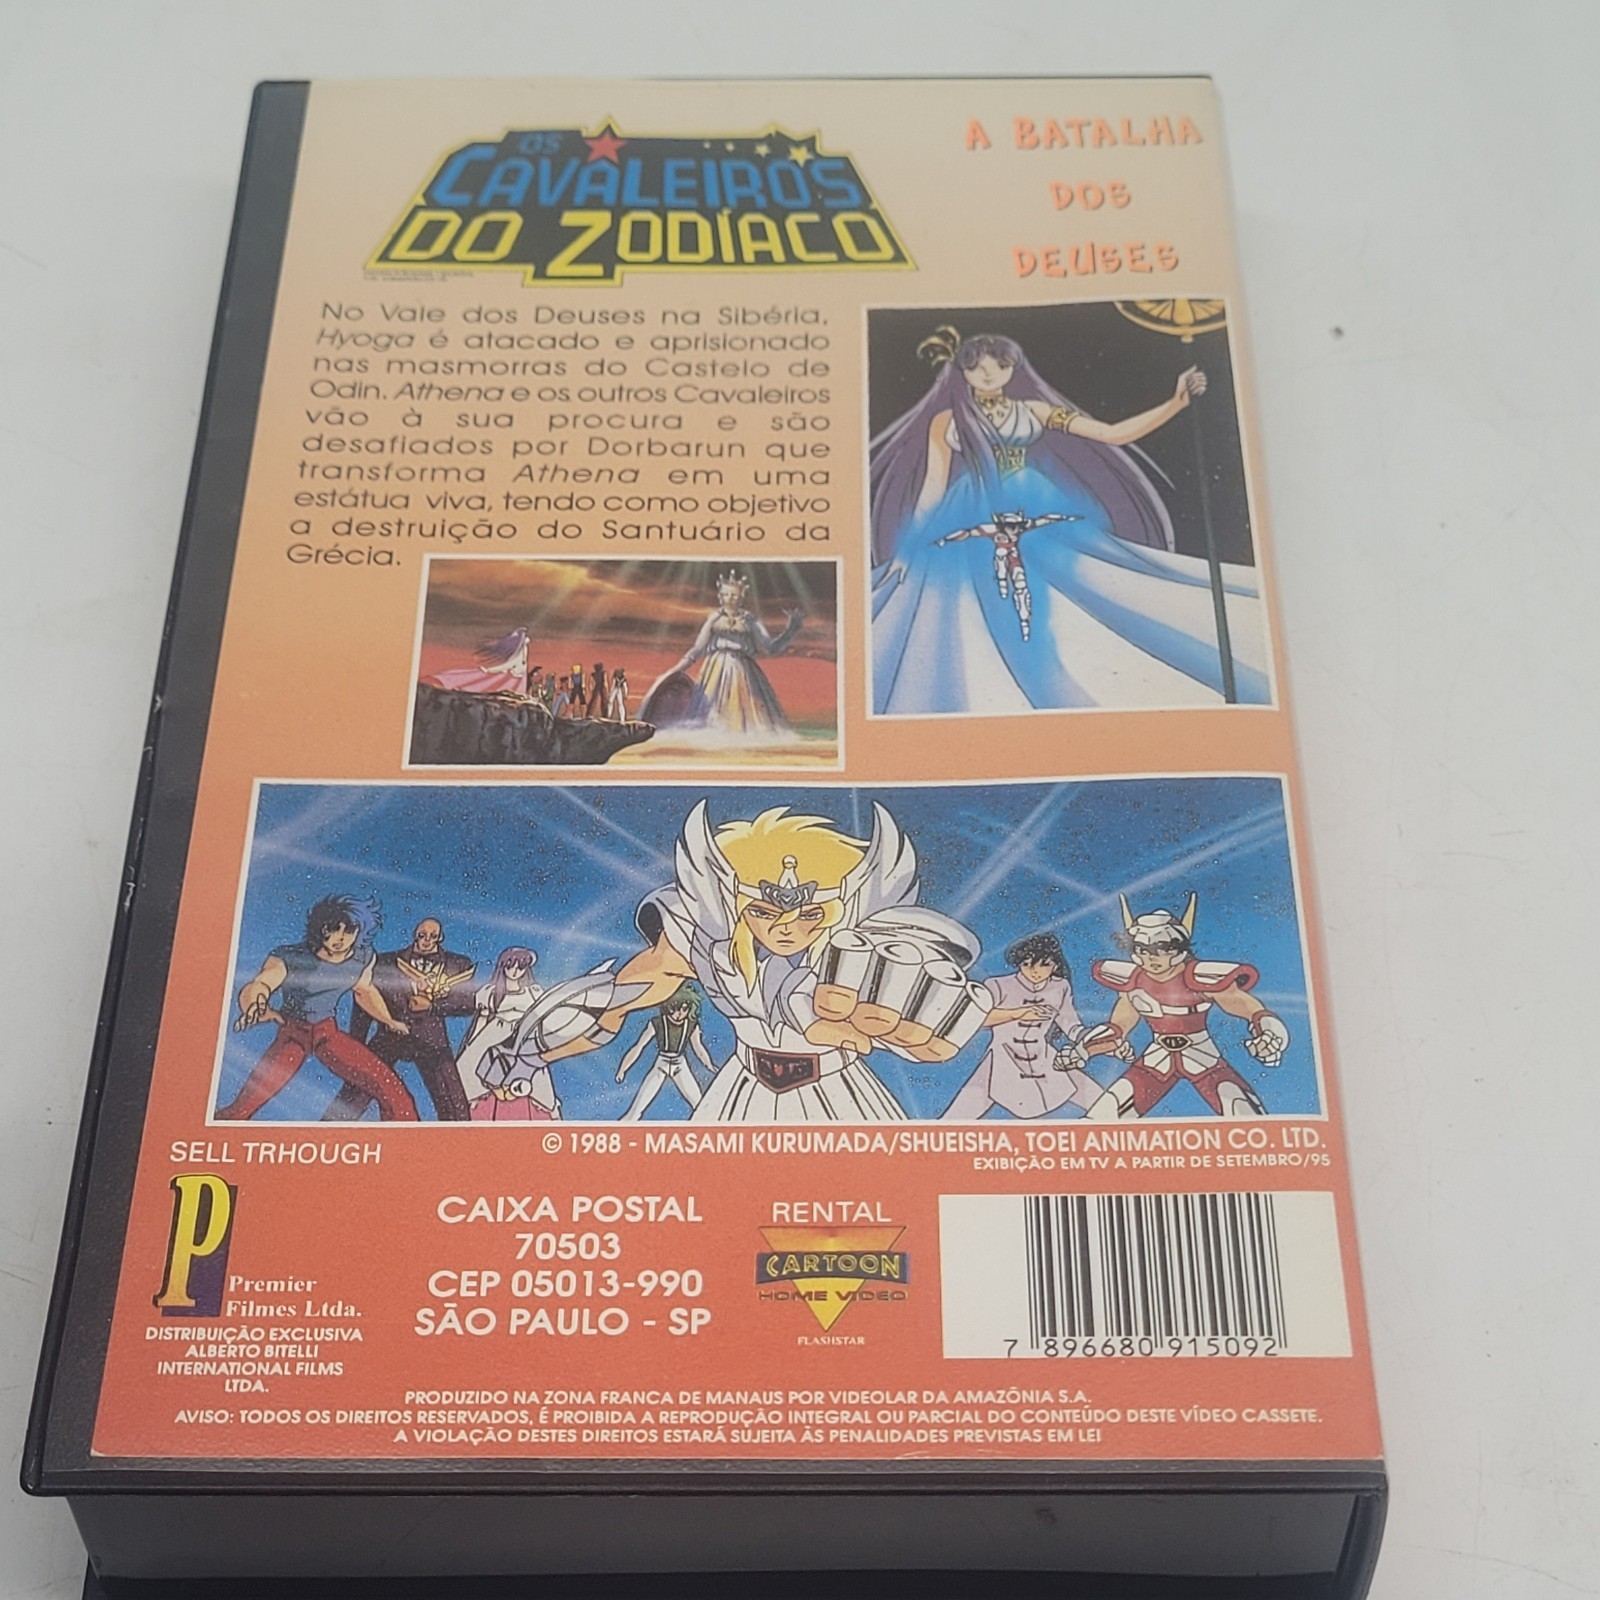 OS
CAVALEIROS
DO ZODÍACO
A BATALHA
DOS
DEUSES
No Vale dos Deuses na Sibéria,
Hyoga é atacado e aprisionado
nas masmorras do Castelo de
Odin. Athena e os outros Cavaleiros
vão à sua procura e são
desafiados por Dorbarun que
transforma Athena em uma
estátua viva, tendo como objetivo
a destruição do Santuário da
Grécia.
© 1988 - MASAMI KURUMADA/SHUEISHA, TOEI ANIMATION CO. LTD.
EXIBIÇÃO EM TV A PARTIR DE SETEMBRO/95
SELL TRHOUGH
P
Premier
Filmes Ltda.
DISTRIBUIÇÃO EXCLUSIVA
ALBERTO BITELLI
INTERNATIONAL FILMS
LTDA.
CAIXA POSTAL
70503
CEP 05013-990
SÃO PAULO - SP
RENTAL
CARTOON
HOME VIDEO
FLASHSTAR
7 896680 915092
PRODUZIDO NA ZONA FRANCA DE MANAUS POR VIDEOLAR DA AMAZÔNIA S.A.
AVISO: TODOS OS DIREITOS RESERVADOS, É PROIBIDA A REPRODUÇÃO INTEGRAL OU PARCIAL DO CONTEÚDO DESTE VÍDEO CASSETE.
A VIOLAÇÃO DESTES DIREITOS ESTARÁ SUJEITA ÀS PENALIDADES PREVISTAS EM LEI